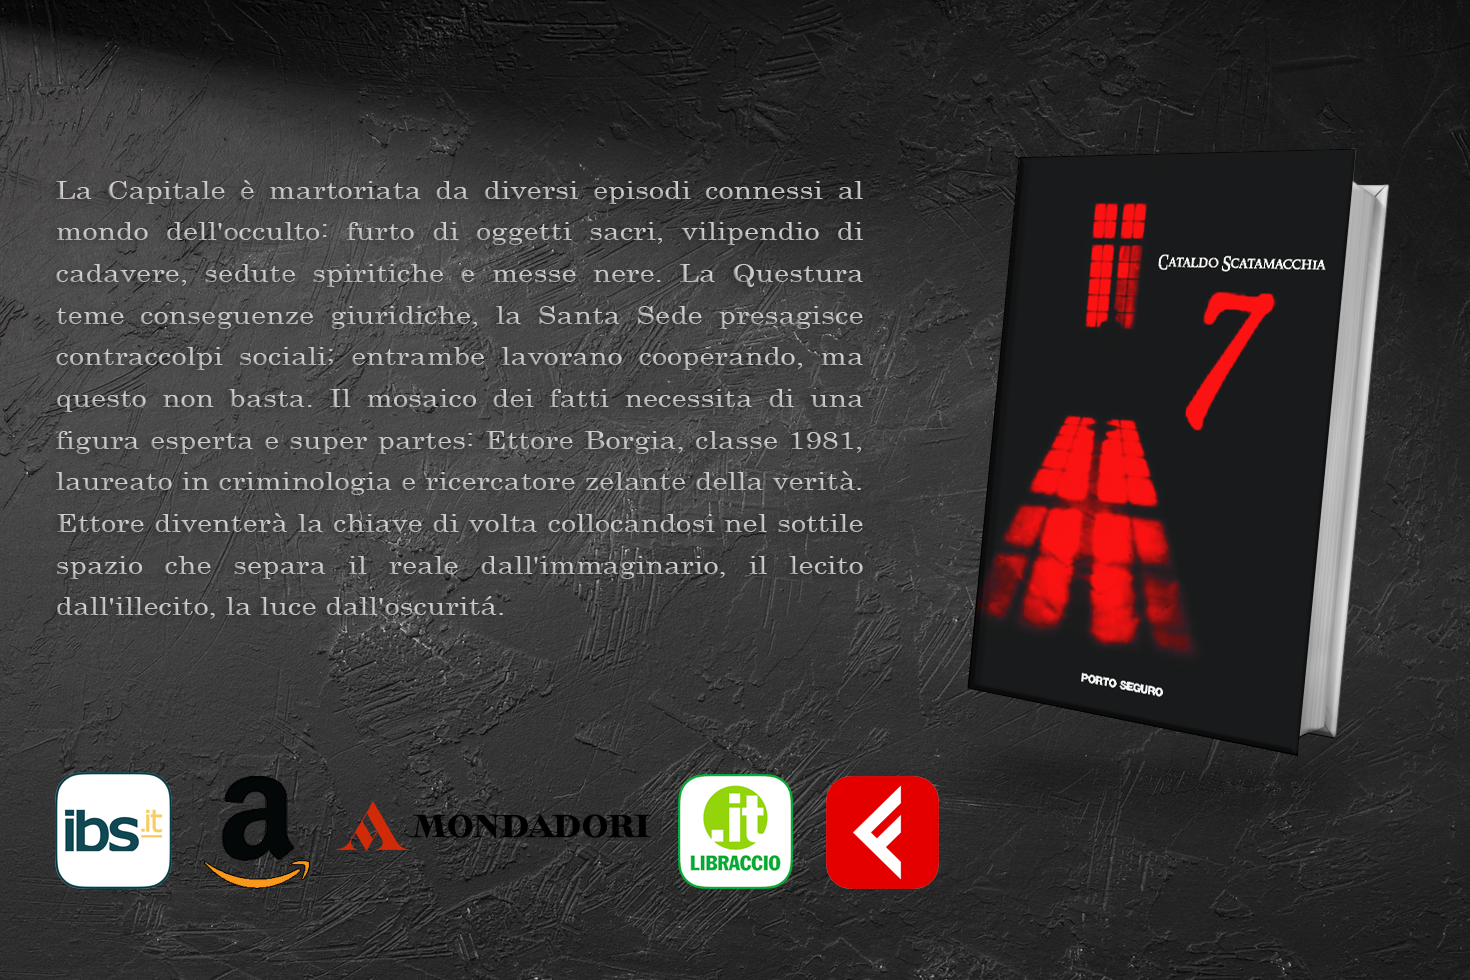 La Capitale è martoriata da diversi episodi connessi al
mondo dell'occulto: furto di oggetti sacri, vilipendio di
cadavere, sedute spiritiche e messe nere. La Questura
teme conseguenze giuridiche, la Santa Sede presagisce
contraccolpi sociali; entrambe lavorano cooperando, ma
questo non basta. Il mosaico dei fatti necessita di una
figura esperta e super partes: Ettore Borgia, classe 1981,
laureato in criminologia e ricercatore zelante della verità.
Ettore diventerà la chiave di volta collocandosi nel sottile
spazio che separa il reale dall'immaginario, il lecito
dall'illecito, la luce dall'oscuritá.
CATALDO SCATAMACCHIA
7
PORTO SEGURO
ibs.it
a
MONDADORI
.it
LIBRACCIO